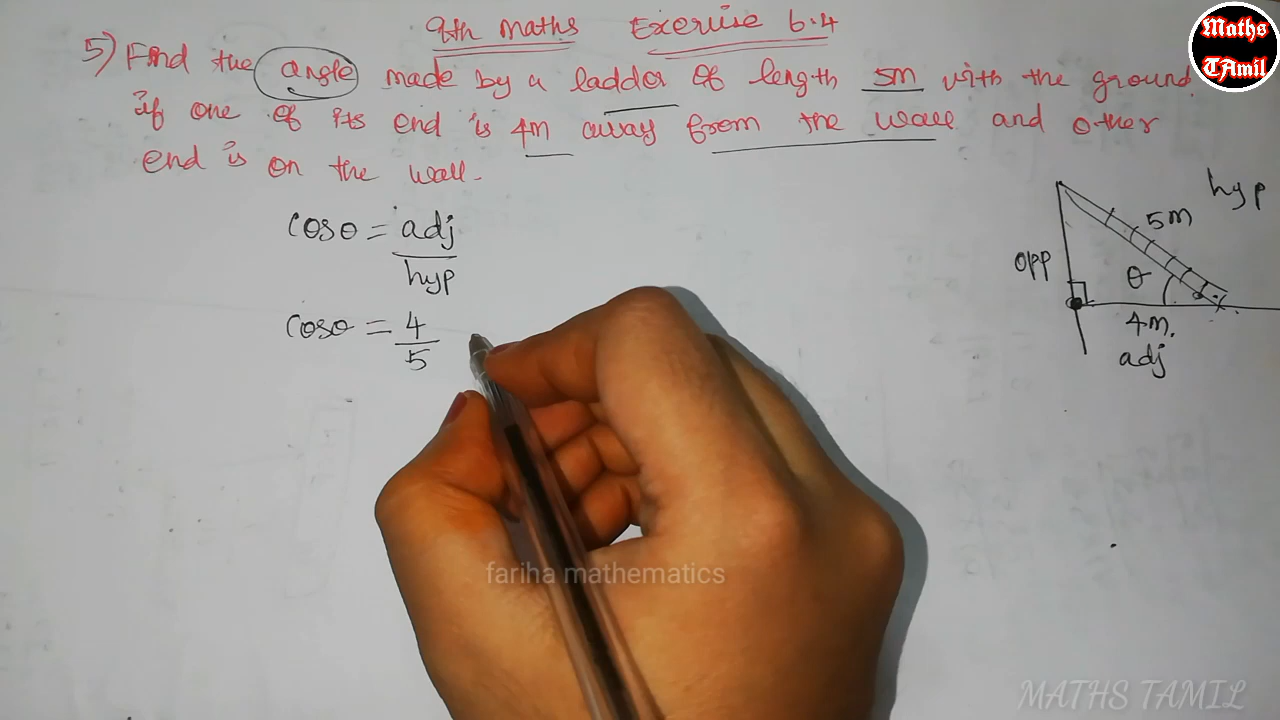 9th maths Exercise 6.4
5) Find the angle made by a ladder of length 5m with the ground
if one of its end is 4m away from the wall and other
end is on the wall.
cosθ = adj
hyp
cosθ = 4
5
hyp
5m
opp
θ
4m.
adj
Maths
TAmil
fariha mathematics
MATHS TAMIL